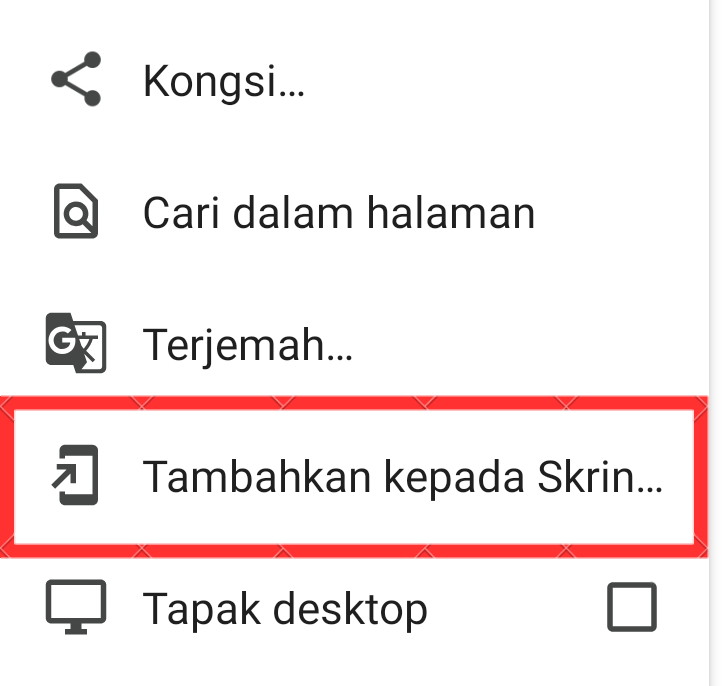 Kongsi...
Cari dalam halaman
Terjemah...
Tambahkan kepada Skrin...
Tapak desktop